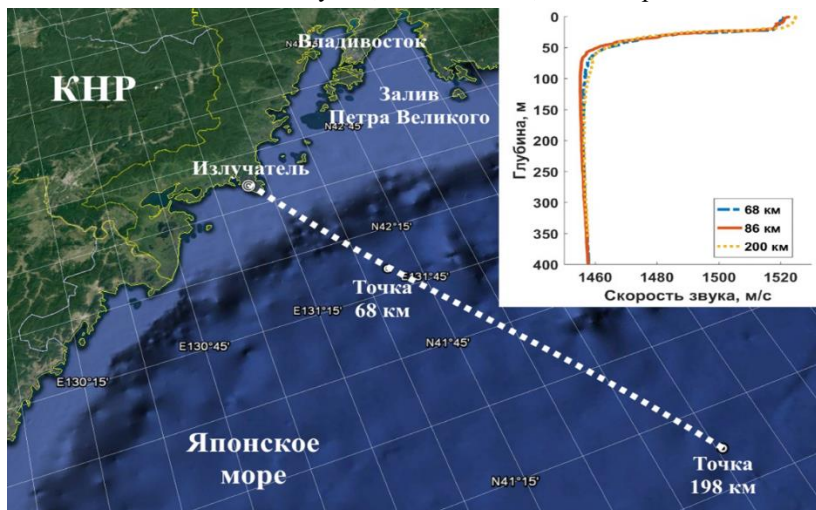 Владивосток
КНР
Залив
Петра Великого
N42°45'
Излучатель
N42°15'
E131°45'
Точка
68 км
E131°15'
N41°45'
E130°45'
E130°15'
Японское
море
N41°15'
Точка
198 км
0
50
100
150
200
250
300
350
400
Глубина, м
68 км
86 км
200 км
1460
1480
1500
1520
Скорость звука, м/с